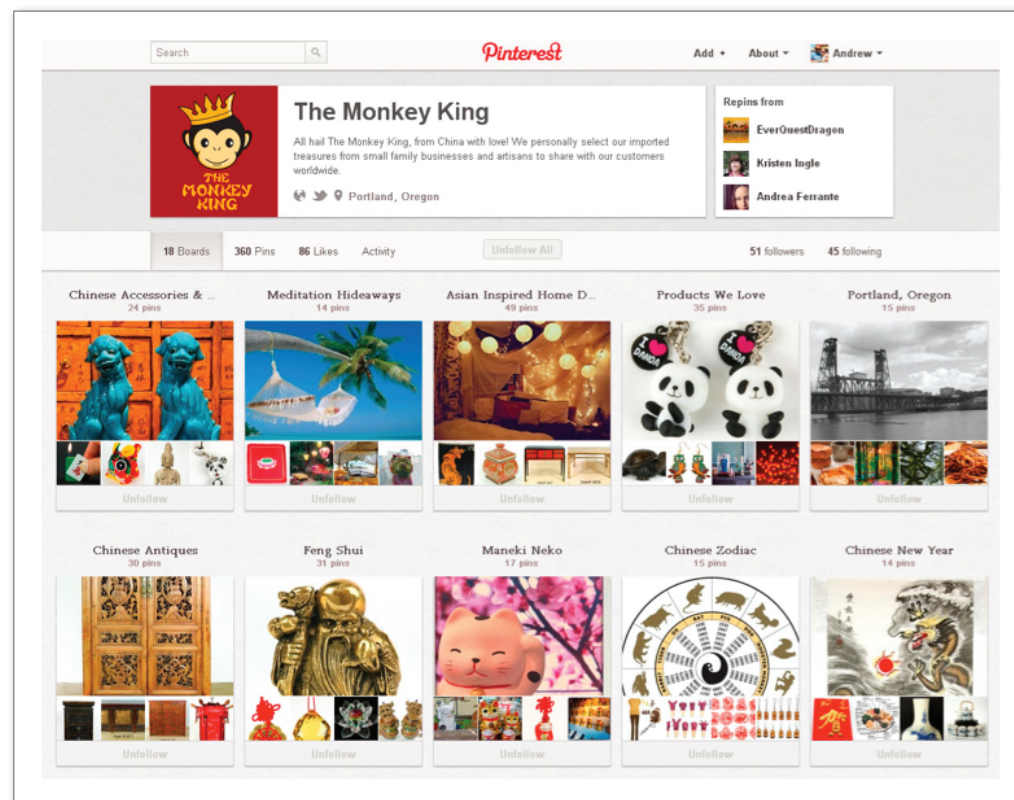 Search
Pinterest
Add +
About
Andrew
THE
MONKEY
KING
The Monkey King
All hail The Monkey King, from China with love! We personally select our imported
treasures from small family businesses and artisans to share with our customers
worldwide.
Portland, Oregon
Repins from
EverQuestDragon
Kristen Ingle
Andrea Ferrante
18 Boards
360 Pins
86 Likes
Activity
Unfollow All
51 followers
45 following
Chinese Accessories & ...
24 pins
Meditation Hideaways
14 pins
Asian Inspired Home D...
49 pins
Products We Love
35 pins
Portland, Oregon
15 pins
I
PANDA
I
PANDA
Unfollow
Unfollow
Unfollow
Unfollow
Unfollow
Chinese Antiques
30 pins
Feng Shui
31 pins
Maneki Neko
17 pins
Chinese Zodiac
15 pins
Chinese New Year
14 pins
Unfollow
Unfollow
Unfollow
Unfollow
Unfollow